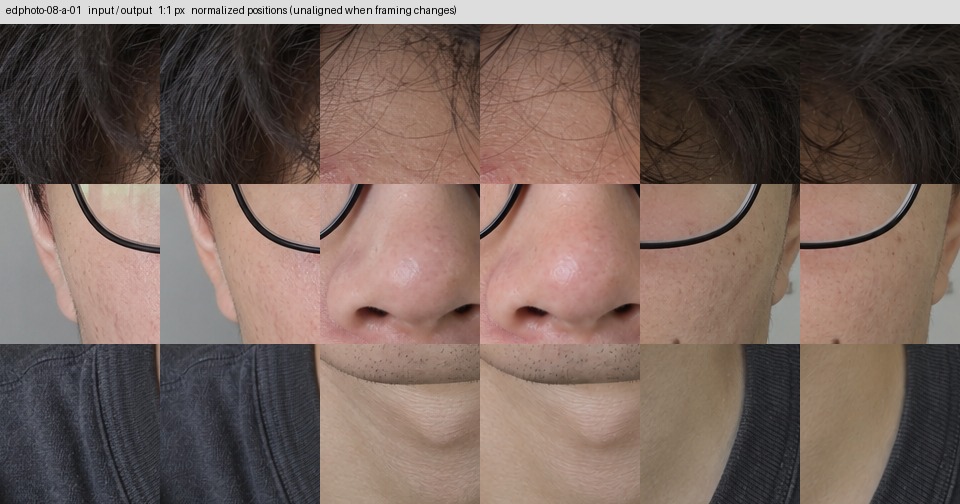 edphoto-08-a-01 input / output 1:1 px normalized positions (unaligned when framing changes)